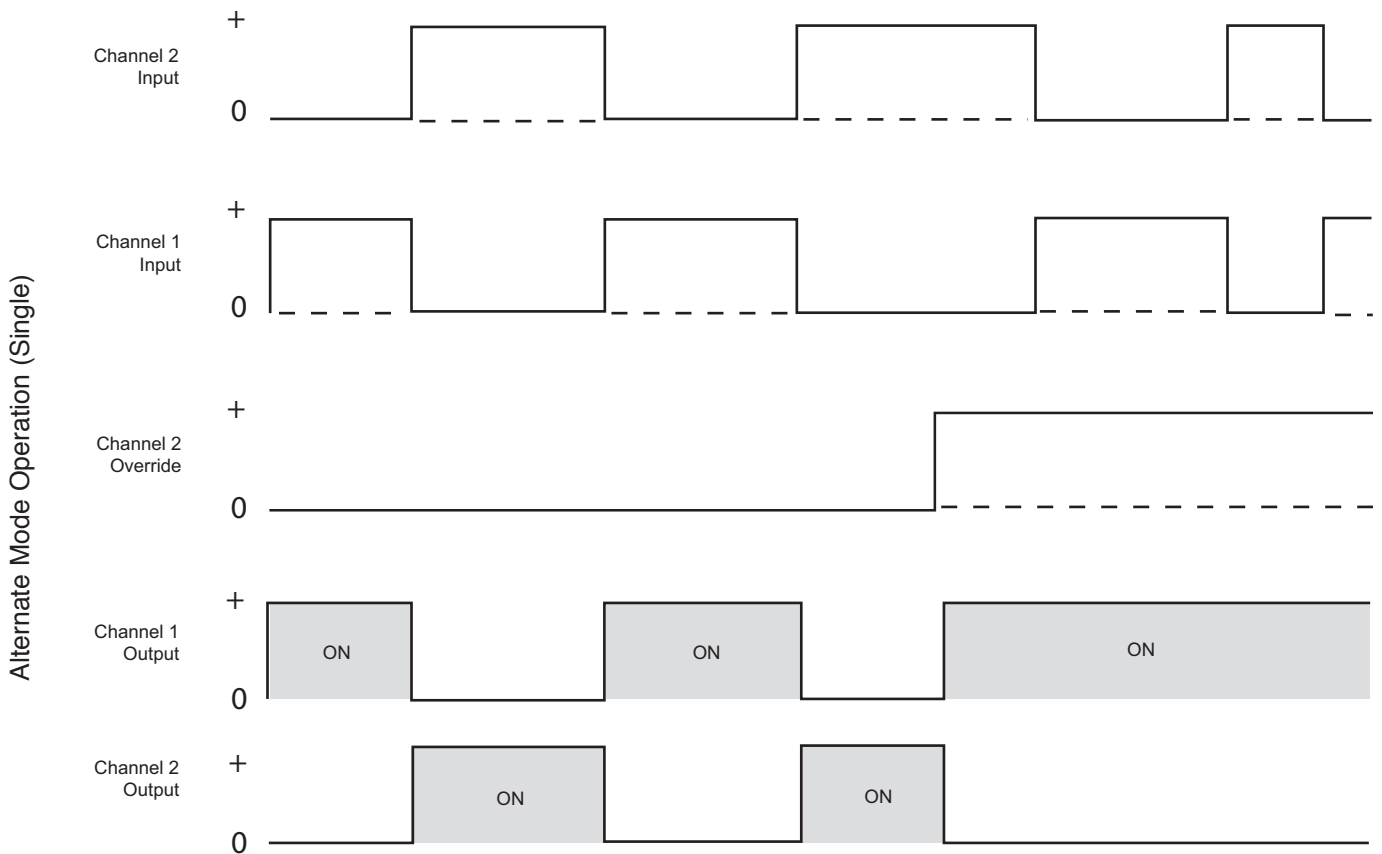 Alternate Mode Operation (Single)
+
Channel 2
Input
0
+
Channel 1
Input
0
+
Channel 2
Override
0
+
Channel 1
Output
ON
ON
ON
0
+
Channel 2
Output
ON
ON
0